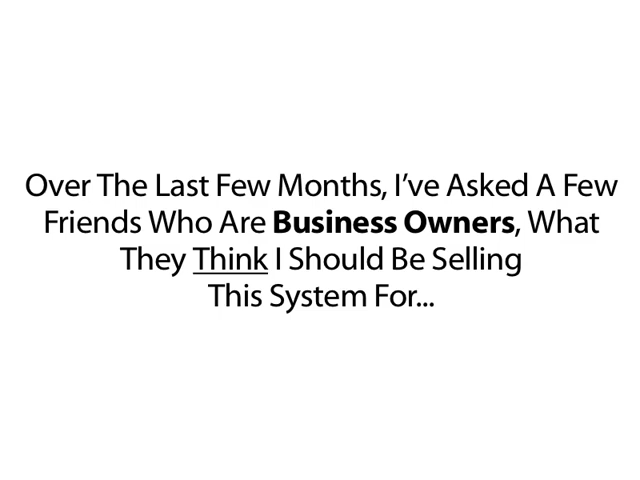 Over The Last Few Months, I’ve Asked A Few
Friends Who Are Business Owners, What
They Think I Should Be Selling
This System For...